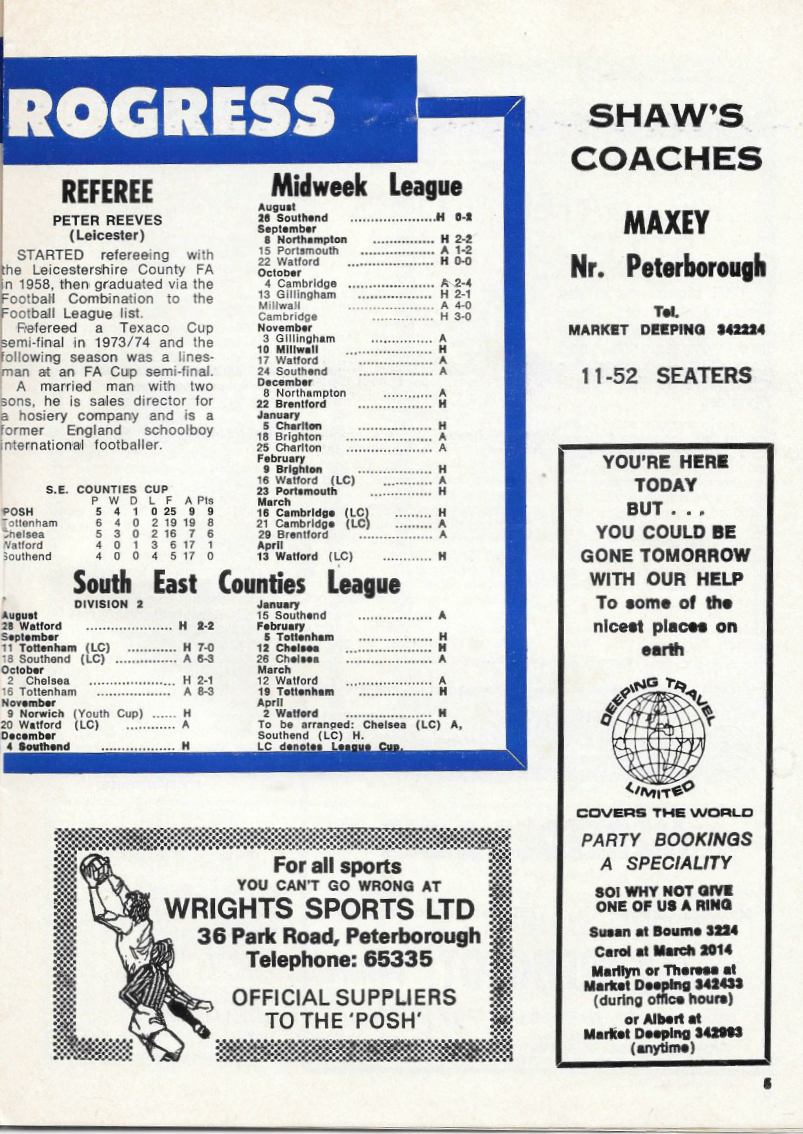 ROGRESS
REFEREE
PETER REEVES
(Leicester)
STARTED refereeing with
the Leicestershire County FA
in 1958, then graduated via the
Football Combination to the
Football League list.
Refereed a Texaco Cup
semi-final in 1973/74 and the
following season was a lines-
man at an FA Cup semi-final.
A married man with two
sons, he is sales director for
a hosiery company and is a
former England schoolboy
international footballer.
S.E. COUNTIES CUP
P W D L F A Pts
POSH 5 4 1 0 25 9 9
Tottenham 6 4 0 2 19 19 8
Chelsea 5 3 0 2 16 7 6
Watford 4 0 1 3 6 17 1
Southend 4 0 0 4 5 17 0
Midweek League
August
26 Southend ....................H
September
8 Northampton ............... H 2-2
15 Portsmouth ............... A 1-2
22 Watford ..................... H 0-0
October
4 Cambridge ............... A 2-4
13 Gillingham ................ H 2-1
Millwall ..................... A 4-0
Cambridge ............... H 3-0
November
3 Gillingham ............... A
10 Millwall ..................... H
17 Watford ..................... A
24 Southend .................. A
December
8 Northampton ............ A
22 Brentford .................. H
January
5 Charlton .................. H
18 Brighton .................. A
25 Charlton .................. A
February
9 Brighton .................. H
16 Watford (LC) ............ A
23 Portsmouth ............... H
March
16 Cambridge (LC) ......... H
21 Cambridge (LC) ......... A
29 Brentford .................. A
April
13 Watford (LC) ............ H
South East Counties League
DIVISION 2
August
28 Watford ..................... H 2-2
September
11 Tottenham (LC) ............ H 7-0
18 Southend (LC) ............... A 6-3
October
2 Chelsea ..................... H 2-1
16 Tottenham .................. A 8-3
November
9 Norwich (Youth Cup) ...... H
20 Watford (LC) ............ A
December
4 Southend .................. H
January
15 Southend .................. A
February
5 Tottenham .................. H
12 Chelsea ..................... H
26 Chelsea ..................... A
March
12 Watford ..................... A
19 Tottenham .................. H
April
2 Watford ..................... H
To be arranged: Chelsea (LC) A,
Southend (LC) H.
LC denotes League Cup.
For all sports
YOU CAN'T GO WRONG AT
WRIGHTS SPORTS LTD
36 Park Road, Peterborough
Telephone: 65335
OFFICIAL SUPPLIERS
TO THE 'POSH'
SHAW'S
COACHES
MAXEY
Nr. Peterborough
Tel.
MARKET DEEPING 342224
11-52 SEATERS
YOU'RE HERE
TODAY
BUT . . .
YOU COULD BE
GONE TOMORROW
WITH OUR HELP
To some of the
nicest places on
earth
DEEPING TRAVEL
LIMITED
COVERS THE WORLD
PARTY BOOKINGS
A SPECIALITY
SO! WHY NOT GIVE
ONE OF US A RING
Susan at Bourne 3224
Carol at March 2014
Marilyn or Theresa at
Market Deeping 342433
(during office hours)
or Albert at
Market Deeping 342993
(anytime)
5